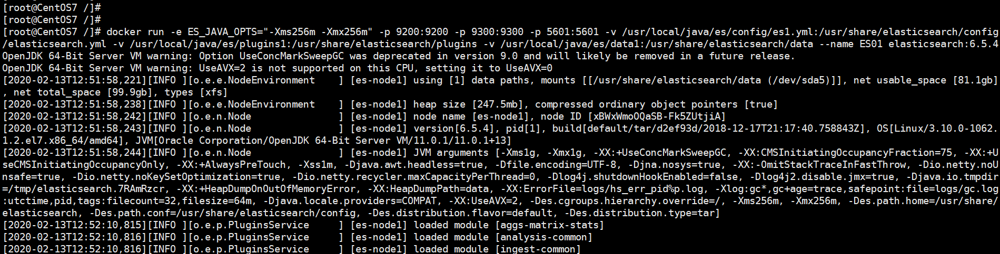 [root@CentOS7 /]#
[root@CentOS7 /]#
[root@CentOS7 /]# docker run -e ES_JAVA_OPTS="-Xms256m -Xmx256m" -p 9200:9200 -p 9300:9300 -p 5601:5601 -v /usr/local/java/es/config/es1.yml:/usr/share/elasticsearch/config
/elasticsearch.yml -v /usr/local/java/es/plugins1:/usr/share/elasticsearch/plugins -v /usr/local/java/es/data1:/usr/share/elasticsearch/data --name ES01 elasticsearch:6.5.4
OpenJDK 64-Bit Server VM warning: Option UseConcMarkSweepGC was deprecated in version 9.0 and will likely be removed in a future release.
OpenJDK 64-Bit Server VM warning: UseAVX=2 is not supported on this CPU, setting it to UseAVX=0
[2020-02-13T12:51:58,221][INFO ][o.e.e.NodeEnvironment    ] [es-node1] using [1] data paths, mounts [[/usr/share/elasticsearch/data (/dev/sda5)]], net usable_space [81.1gb]
, net total_space [99.9gb], types [xfs]
[2020-02-13T12:51:58,238][INFO ][o.e.e.NodeEnvironment    ] [es-node1] heap size [247.5mb], compressed ordinary object pointers [true]
[2020-02-13T12:51:58,242][INFO ][o.e.n.Node               ] [es-node1] node name [es-node1], node ID [xBWxWmoOQaSB-Fk5ZUtjiA]
[2020-02-13T12:51:58,243][INFO ][o.e.n.Node               ] [es-node1] version[6.5.4], pid[1], build[default/tar/d2ef93d/2018-12-17T21:17:40.758843Z], OS[Linux/3.10.0-1062.
1.2.el7.x86_64/amd64], JVM[Oracle Corporation/OpenJDK 64-Bit Server VM/11.0.1/11.0.1+13]
[2020-02-13T12:51:58,244][INFO ][o.e.n.Node               ] [es-node1] JVM arguments [-Xms1g, -Xmx1g, -XX:+UseConcMarkSweepGC, -XX:CMSInitiatingOccupancyFraction=75, -XX:+U
seCMSInitiatingOccupancyOnly, -XX:+AlwaysPreTouch, -Xss1m, -Djava.awt.headless=true, -Dfile.encoding=UTF-8, -Djna.nosys=true, -XX:-OmitStackTraceInFastThrow, -Dio.netty.noU
nsafe=true, -Dio.netty.noKeySetOptimization=true, -Dio.netty.recycler.maxCapacityPerThread=0, -Dlog4j.shutdownHookEnabled=false, -Dlog4j2.disable.jmx=true, -Djava.io.tmpdir
=/tmp/elasticsearch.7RAmRzcr, -XX:+HeapDumpOnOutOfMemoryError, -XX:HeapDumpPath=data, -XX:ErrorFile=logs/hs_err_pid%p.log, -Xlog:gc*,gc+age=trace,safepoint:file=logs/gc.log
:utctime,pid,tags:filecount=32,filesize=64m, -Djava.locale.providers=COMPAT, -XX:UseAVX=2, -Des.cgroups.hierarchy.override=/, -Xms256m, -Xmx256m, -Des.path.home=/usr/share/
elasticsearch, -Des.path.conf=/usr/share/elasticsearch/config, -Des.distribution.flavor=default, -Des.distribution.type=tar]
[2020-02-13T12:52:10,815][INFO ][o.e.p.PluginsService     ] [es-node1] loaded module [aggs-matrix-stats]
[2020-02-13T12:52:10,816][INFO ][o.e.p.PluginsService     ] [es-node1] loaded module [analysis-common]
[2020-02-13T12:52:10,816][INFO ][o.e.p.PluginsService     ] [es-node1] loaded module [ingest-common]